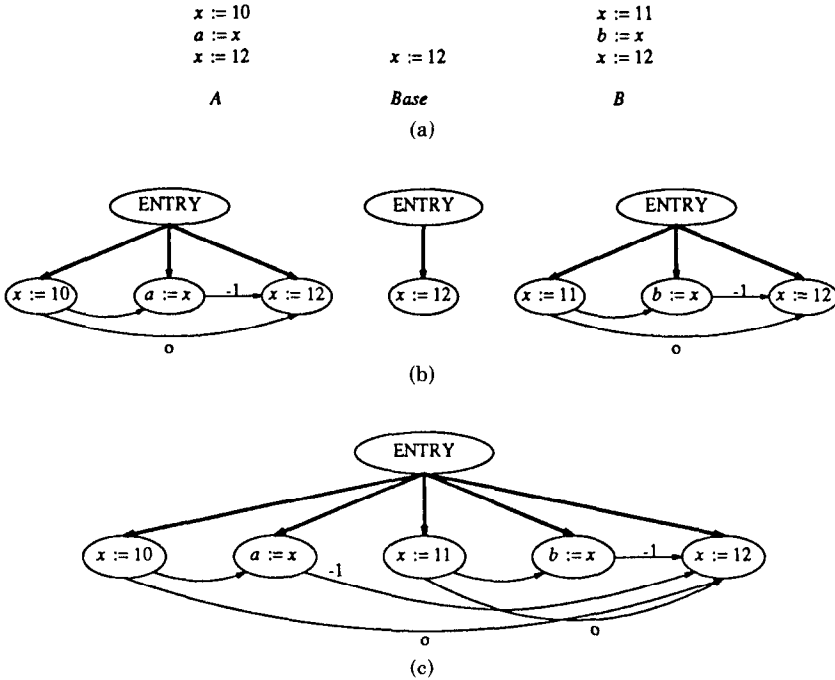 x := 10
a := x
x := 12
A
x := 12
Base
x := 11
b := x
x := 12
B
(a)
ENTRY
x := 10
a := x
-1
x := 12
o
ENTRY
x := 12
ENTRY
x := 11
b := x
-1
x := 12
o
(b)
ENTRY
x := 10
a := x
x := 11
b := x
-1
x := 12
-1
o
o
(c)